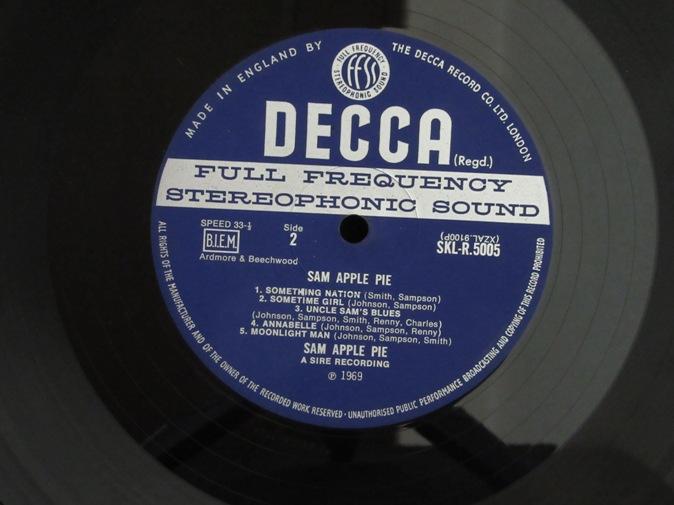 MADE IN ENGLAND BY
THE DECCA RECORD CO. LTD. LONDON
FULL FREQUENCY
FFSS
STEREOPHONIC SOUND
DECCA (Regd.)
FULL FREQUENCY
STEREOPHONIC SOUND
SPEED 33-⅓
B.I.E.M.
Ardmore & Beechwood
Side
2
(XZAL.9100P)
SKL-R.5005
SAM APPLE PIE
1. SOMETHING NATION (Smith, Sampson)
2. SOMETIME GIRL (Johnson, Sampson)
3. UNCLE SAM'S BLUES
(Johnson, Sampson, Smith, Renny, Charles)
4. ANNABELLE (Johnson, Sampson, Renny)
5. MOONLIGHT MAN (Johnson, Sampson, Smith)
SAM APPLE PIE
A SIRE RECORDING
℗ 1969
ALL RIGHTS OF THE MANUFACTURER AND OF THE OWNER OF THE RECORDED WORK RESERVED · UNAUTHORISED PUBLIC PERFORMANCE BROADCASTING AND COPYING OF THIS RECORD PROHIBITED